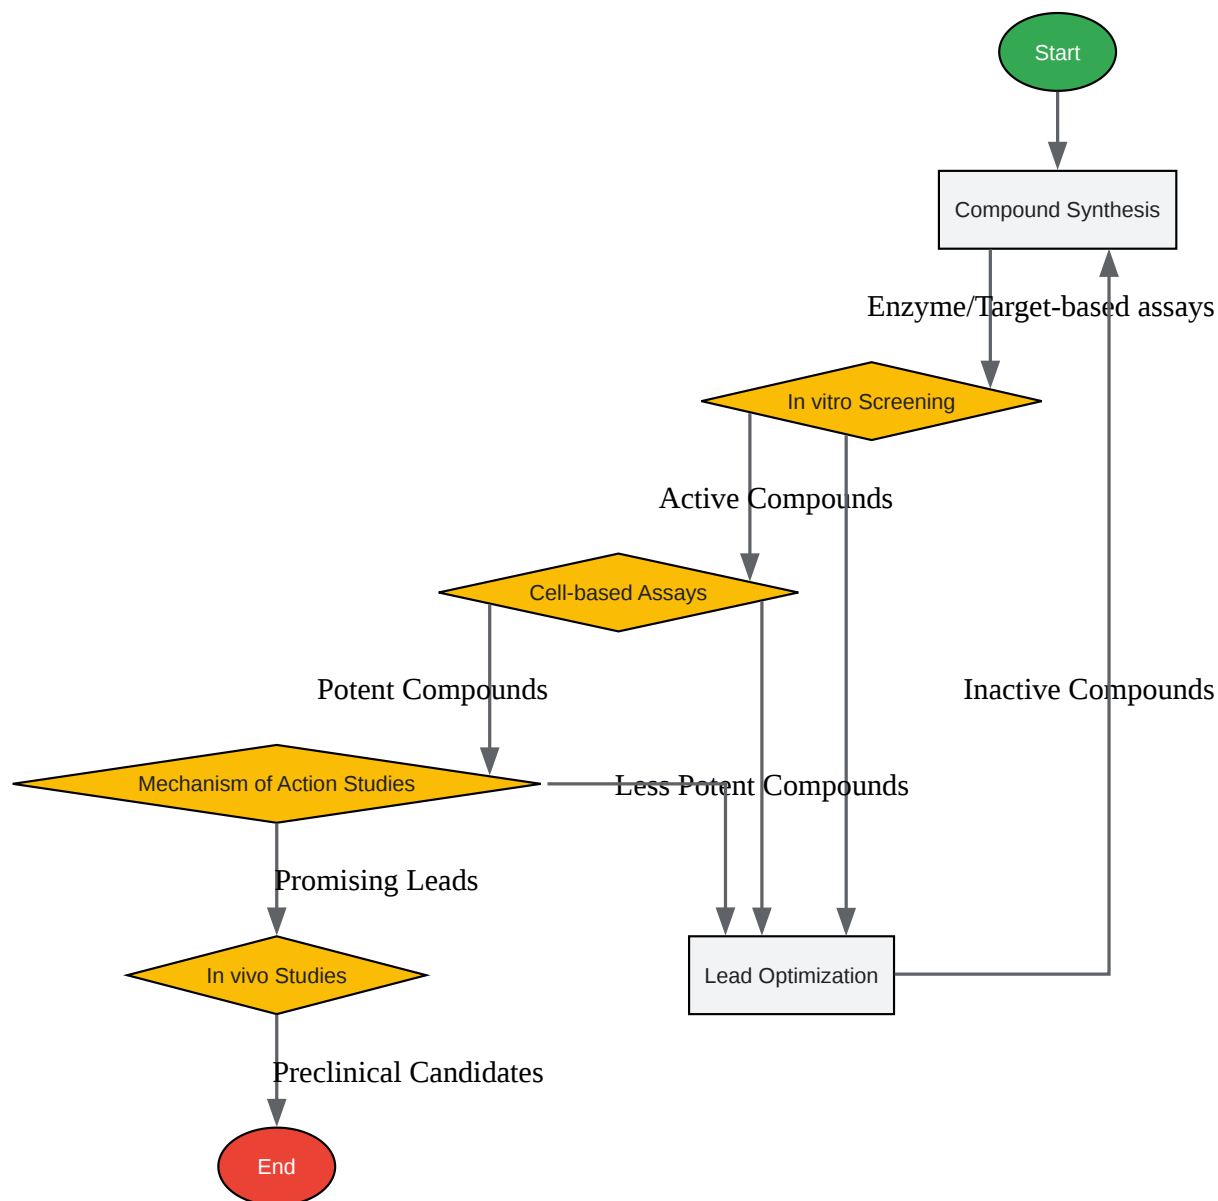 Start
Compound Synthesis
Enzyme/Target-based assays
In vitro Screening
Active Compounds
Cell-based Assays
Potent Compounds
Inactive Compounds
Mechanism of Action Studies
Less Potent Compounds
Promising Leads
In vivo Studies
Lead Optimization
Preclinical Candidates
End